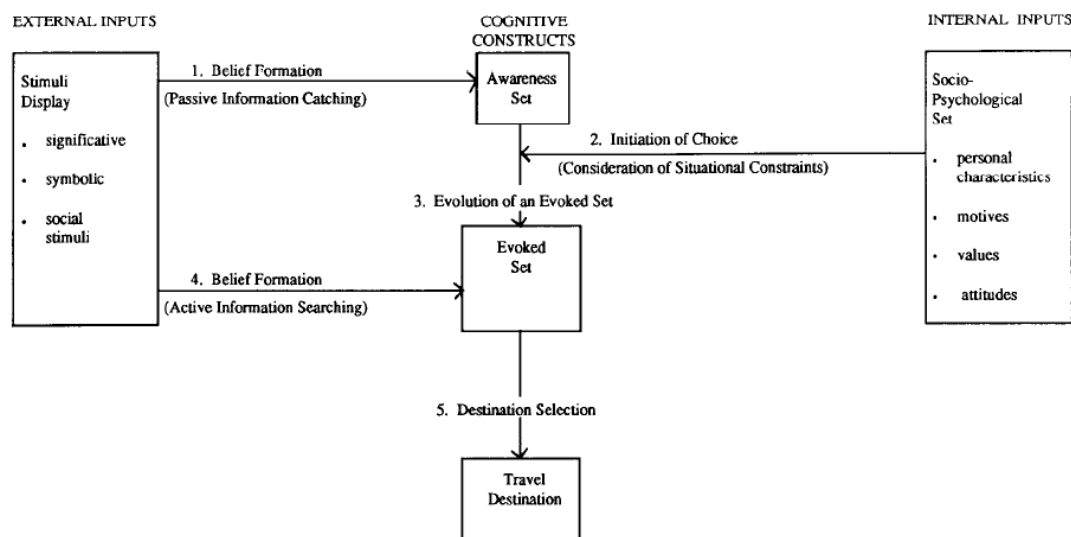 EXTERNAL INPUTS
COGNITIVE
CONSTRUCTS
INTERNAL INPUTS
Stimuli
Display
• significative
• symbotic
• social
stimuli
1. Belief Formation
(Passive Information Catching)
Awareness
Set
2. Initiation of Choice
(Consideration of Situational Constraints)
Socio-
Psychological
Set
• personal
characteristics
• motives
• values
• attitudes
3. Evolution of an Evoked Set
Evoked
Set
4. Belief Formation
(Active Information Searching)
5. Destination Selection
Travel
Destination